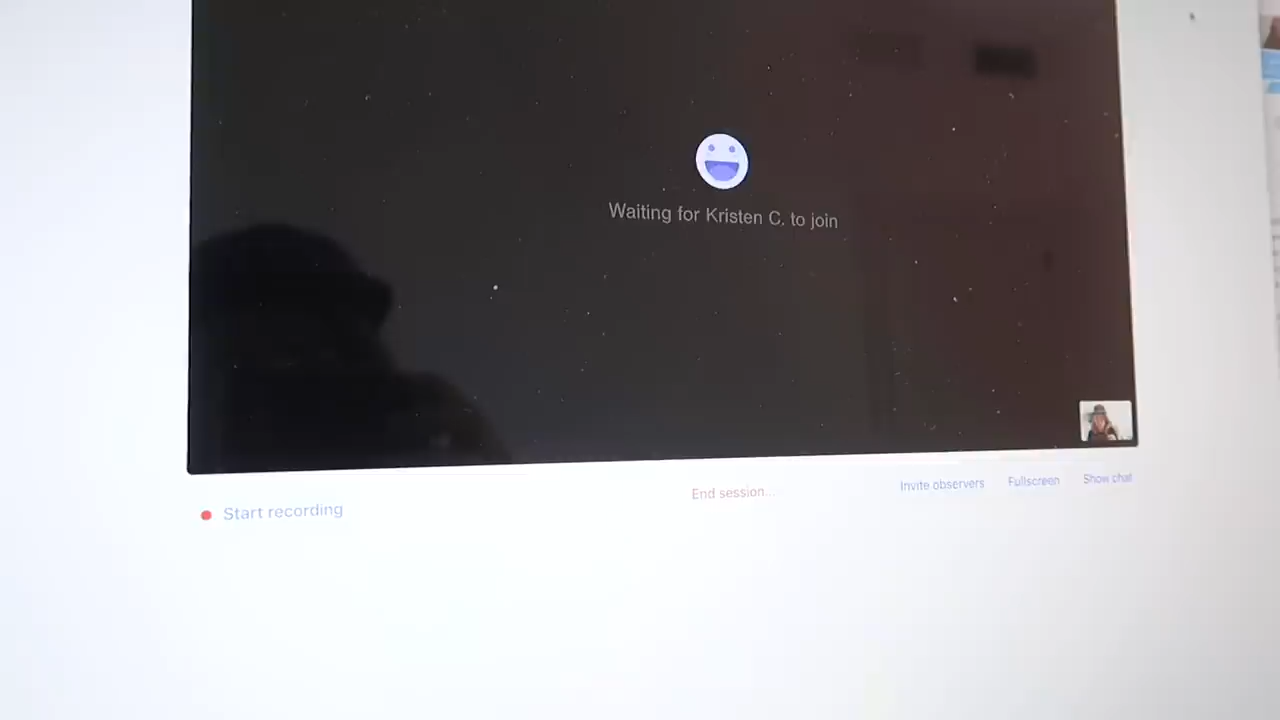 Waiting for Kristen C. to join
Start recording
End session...
Invite observers
Fullscreen
Show chat